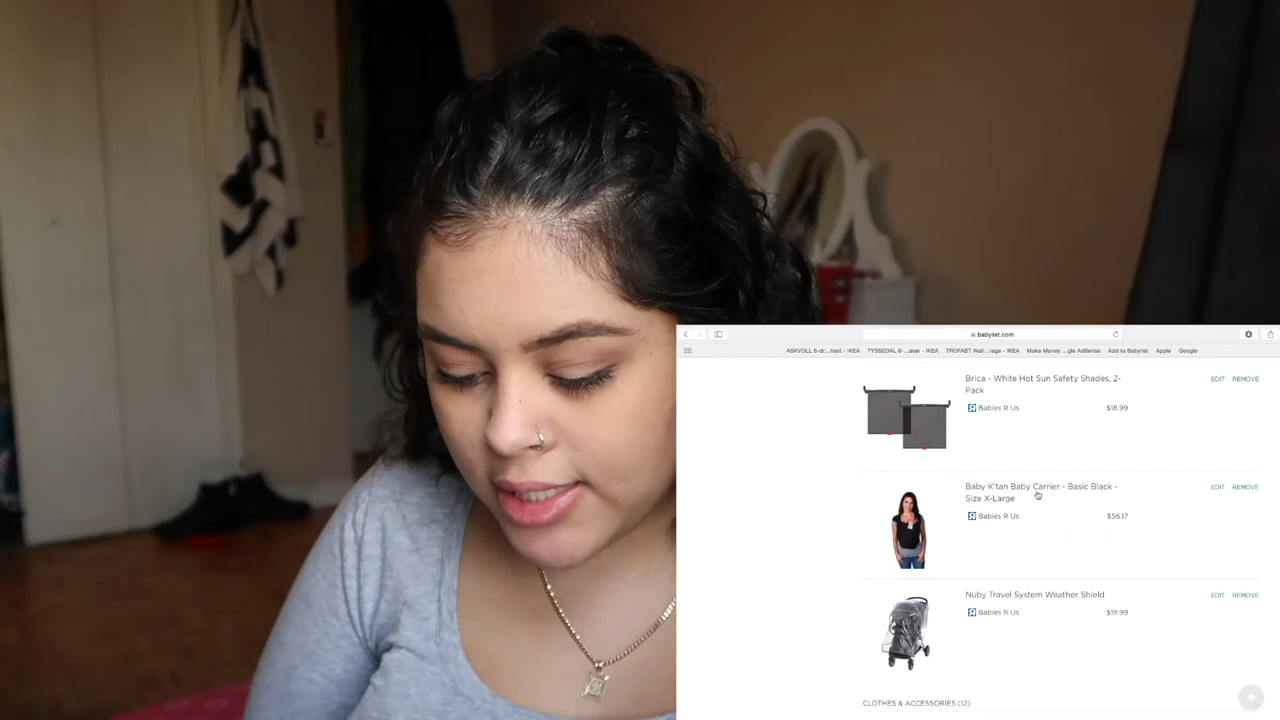 babylist.com
ASKVOLL 5-dr...hest - IKEA TYSSEDAL 6-...aser - IKEA TROFAST Wal...rage - IKEA Make Money ...gle AdSense Add to Babylist Apple Google
Brica - White Hot Sun Safety Shades, 2-
Pack
EDIT REMOVE
Babies R Us $18.99
Baby K'tan Baby Carrier - Basic Black -
Size X-Large
EDIT REMOVE
Babies R Us $56.17
Nuby Travel System Weather Shield
EDIT REMOVE
Babies R Us $19.99
CLOTHES & ACCESSORIES (12)